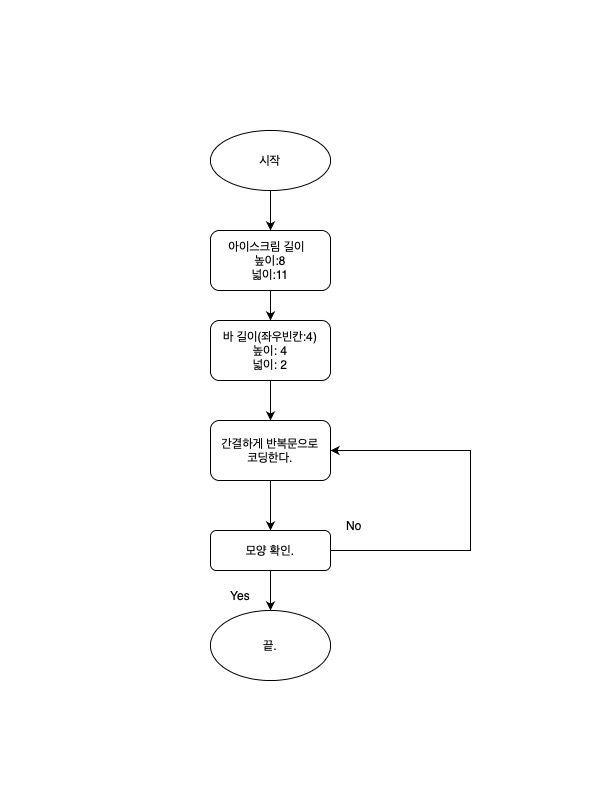 시작
아이스크림 길이
높이:8
넓이:11
바 길이(좌우빈칸:4)
높이: 4
넓이: 2
간결하게 반복문으로
코딩한다.
No
모양 확인.
Yes
끝.